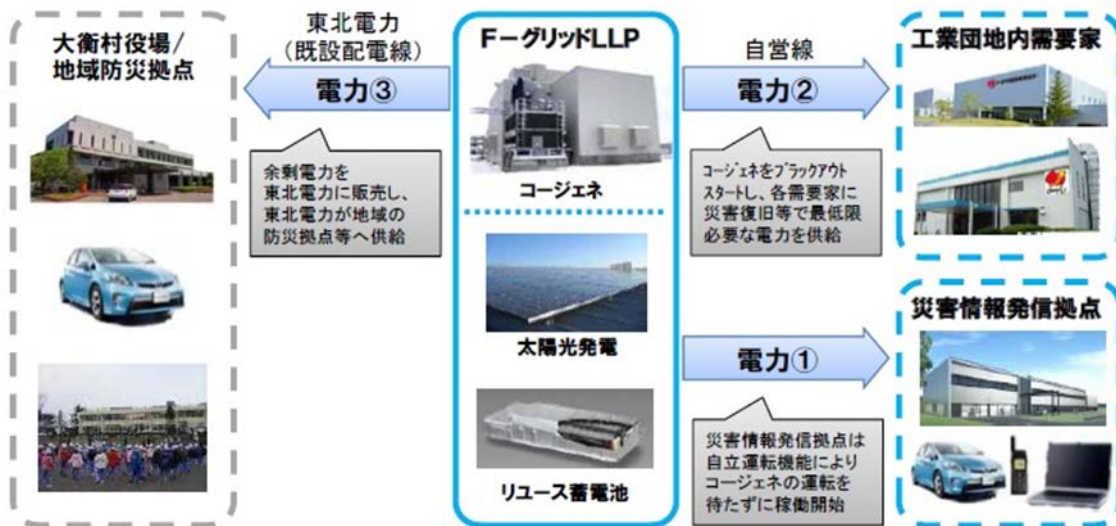 大衡村役場/
地域防災拠点
東北電力
(既設配電線)
電力③
余剰電力を
東北電力に販売し、
東北電力が地域の
防災拠点等へ供給
F-グリッドLLP
コージェネ
太陽光発電
リユース蓄電池
自営線
電力②
コージェネをブラックアウト
スタートし、各需要家に
災害復旧等で最低限
必要な電力を供給
電力①
災害情報発信拠点は
自立運転機能により
コージェネの運転を
待たずに稼働開始
工業団地内需要家
災害情報発信拠点